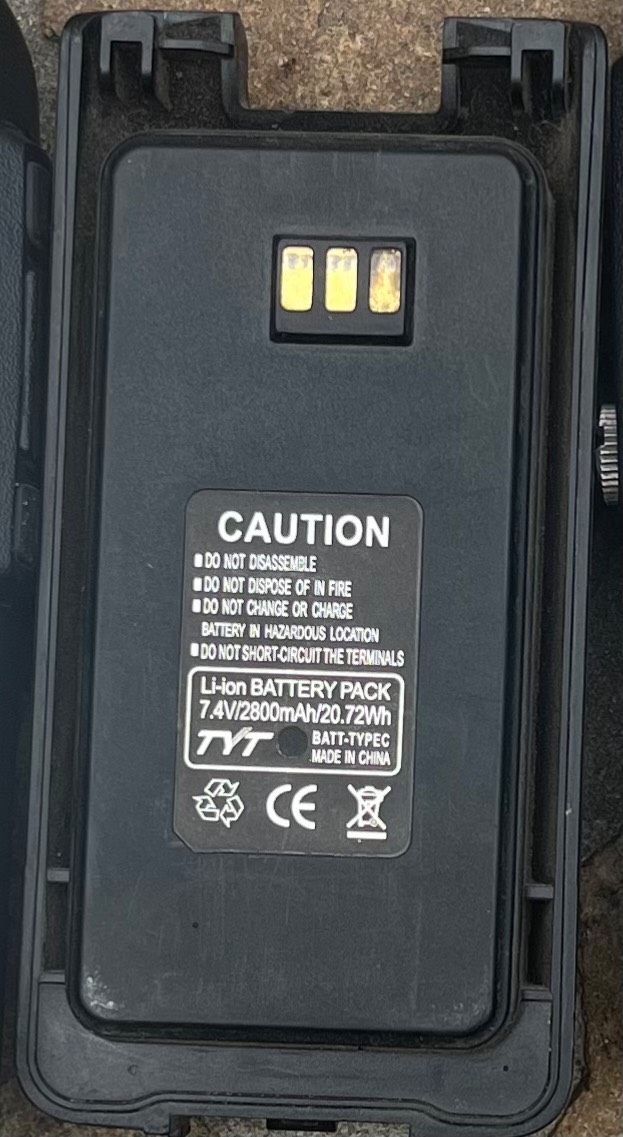 CAUTION
DO NOT DISASSEMBLE
DO NOT DISPOSE OF IN FIRE
DO NOT CHANGE OR CHARGE
BATTERY IN HAZARDOUS LOCATION
DO NOT SHORT-CIRCUIT THE TERMINALS
Li-ion BATTERY PACK
7.4V/2800mAh/20.72Wh
TYT BATT-TYPEC
MADE IN CHINA
CE